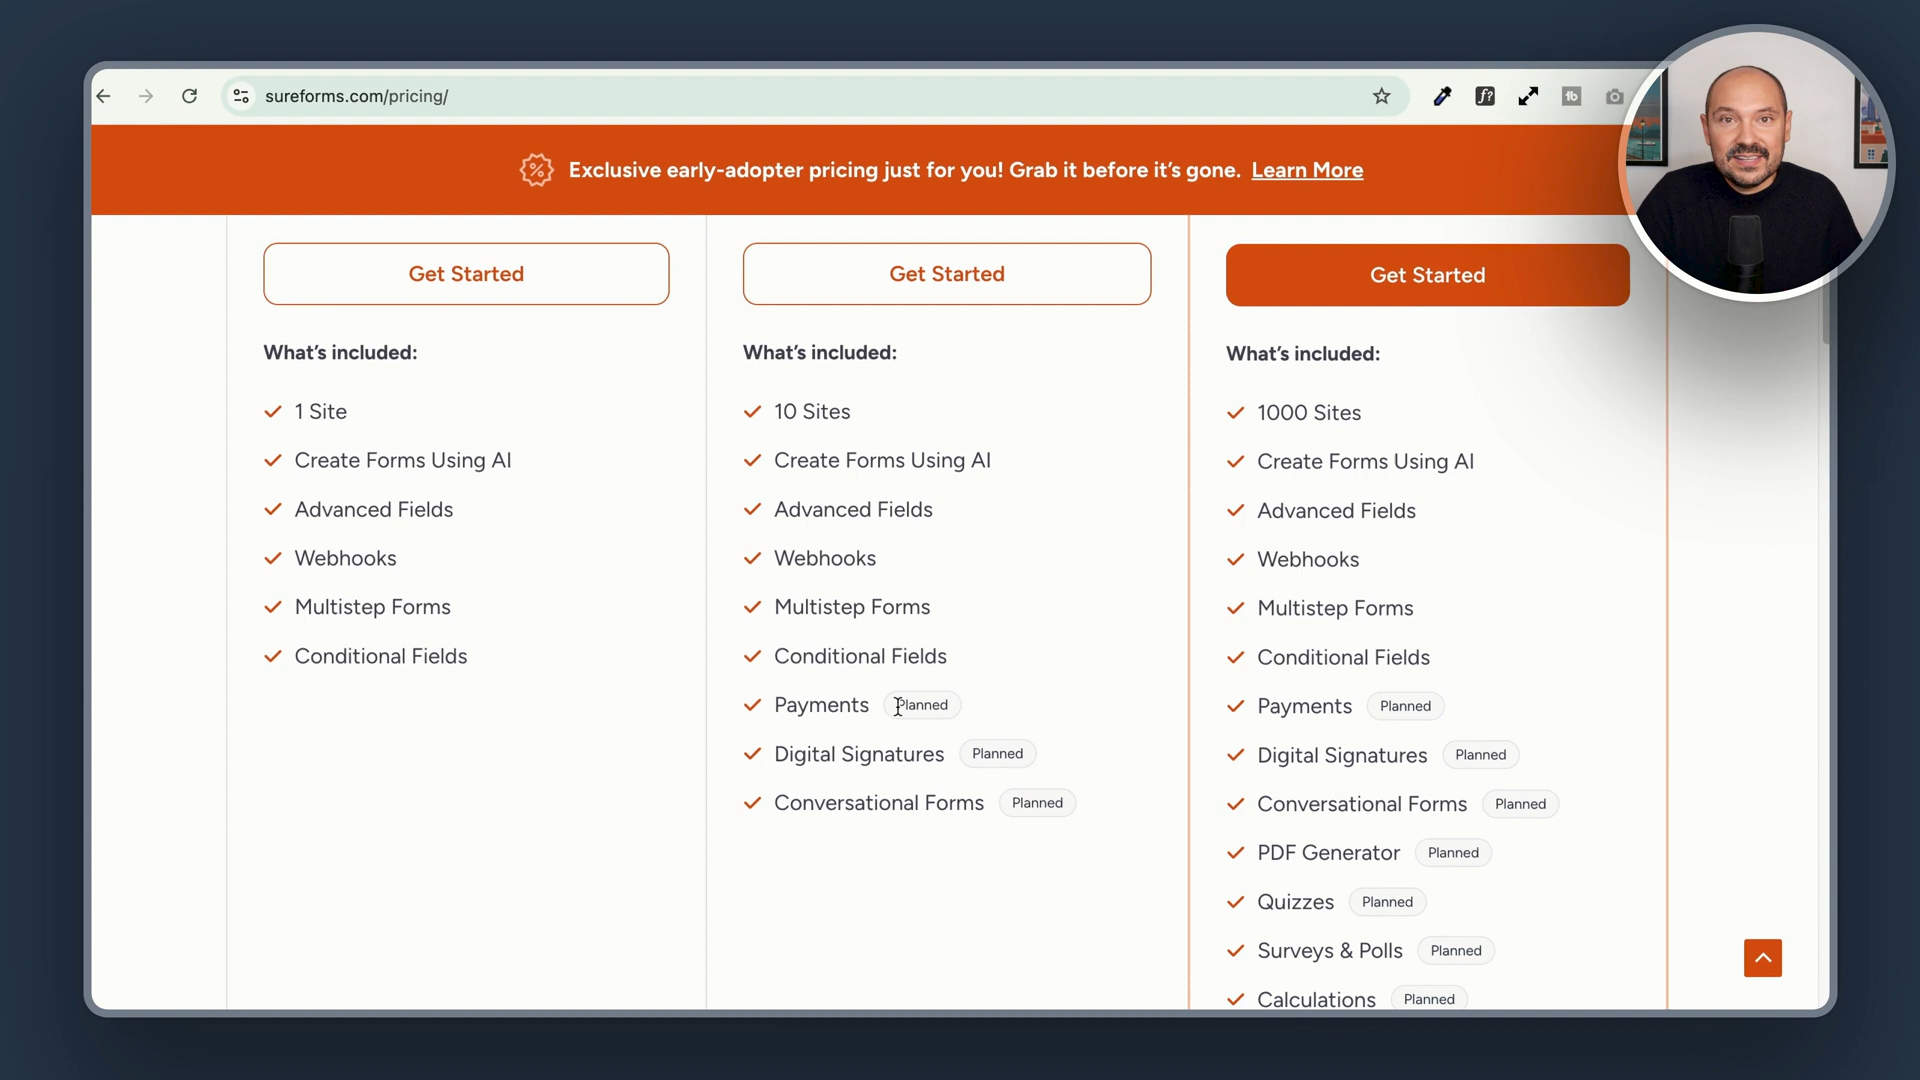 sureforms.com/pricing/
Exclusive early-adopter pricing just for you! Grab it before it’s gone. Learn More
Get Started
What’s included:
1 Site
Create Forms Using AI
Advanced Fields
Webhooks
Multistep Forms
Conditional Fields
Get Started
What’s included:
10 Sites
Create Forms Using AI
Advanced Fields
Webhooks
Multistep Forms
Conditional Fields
Payments Planned
Digital Signatures Planned
Conversational Forms Planned
Get Started
What’s included:
1000 Sites
Create Forms Using AI
Advanced Fields
Webhooks
Multistep Forms
Conditional Fields
Payments Planned
Digital Signatures Planned
Conversational Forms Planned
PDF Generator Planned
Quizzes Planned
Surveys & Polls Planned
Calculations Planned